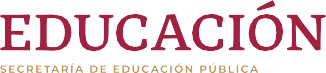 EDUCACIÓN
SECRETARÍA DE EDUCACIÓN PÚBLICA